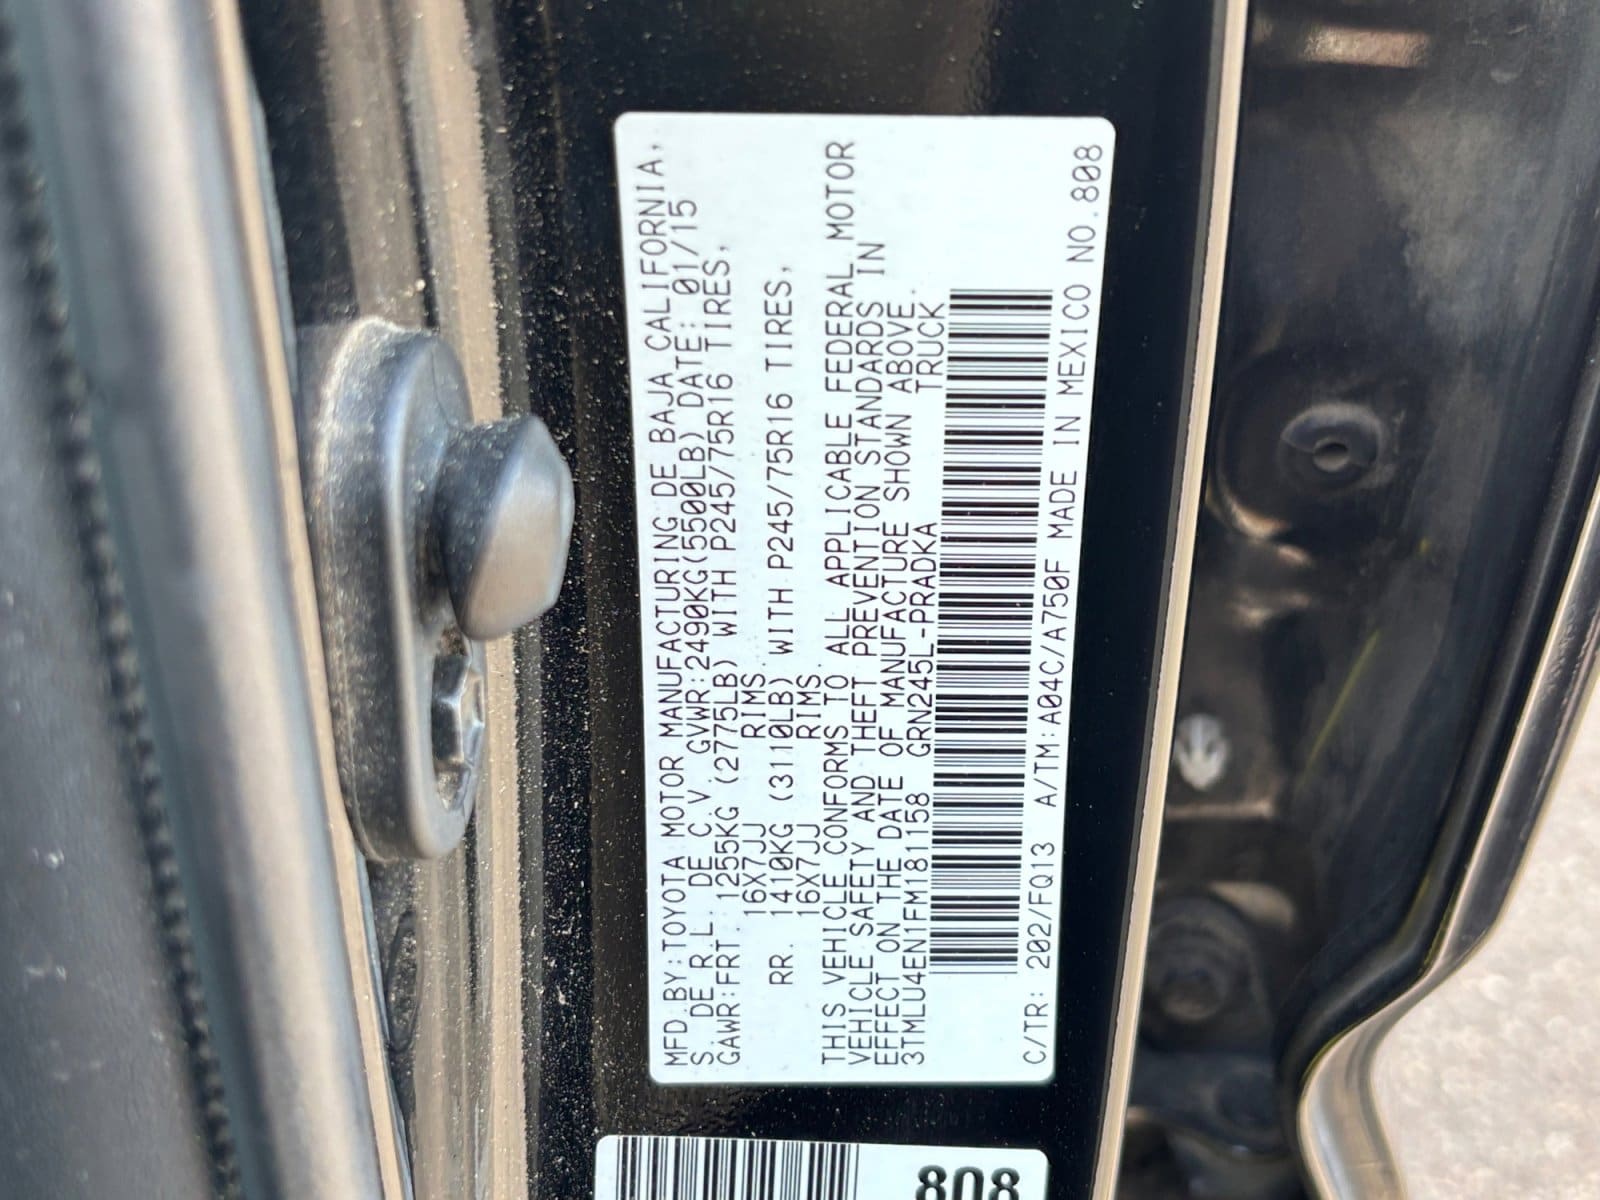 MFD.BY:TOYOTA MOTOR MANUFACTURING DE BAJA CALIFORNIA,
S. DE R.L. DE C.V. GVWR:2490KG(5500LB) DATE: 01/15
GAWR:FRT. 1255KG (2775LB) WITH P245/75R16 TIRES,
16X7JJ RIMS.
RR. 1410KG (3110LB) WITH P245/75R16 TIRES,
16X7JJ RIMS.
THIS VEHICLE CONFORMS TO ALL APPLICABLE FEDERAL MOTOR
VEHICLE SAFETY AND THEFT PREVENTION STANDARDS IN
EFFECT ON THE DATE OF MANUFACTURE SHOWN ABOVE.
3TMLU4EN1FM181158 GRN245L-PRADKA TRUCK
C/TR: 202/FQ13 A/TM:A04C/A750F MADE IN MEXICO NO.808
808